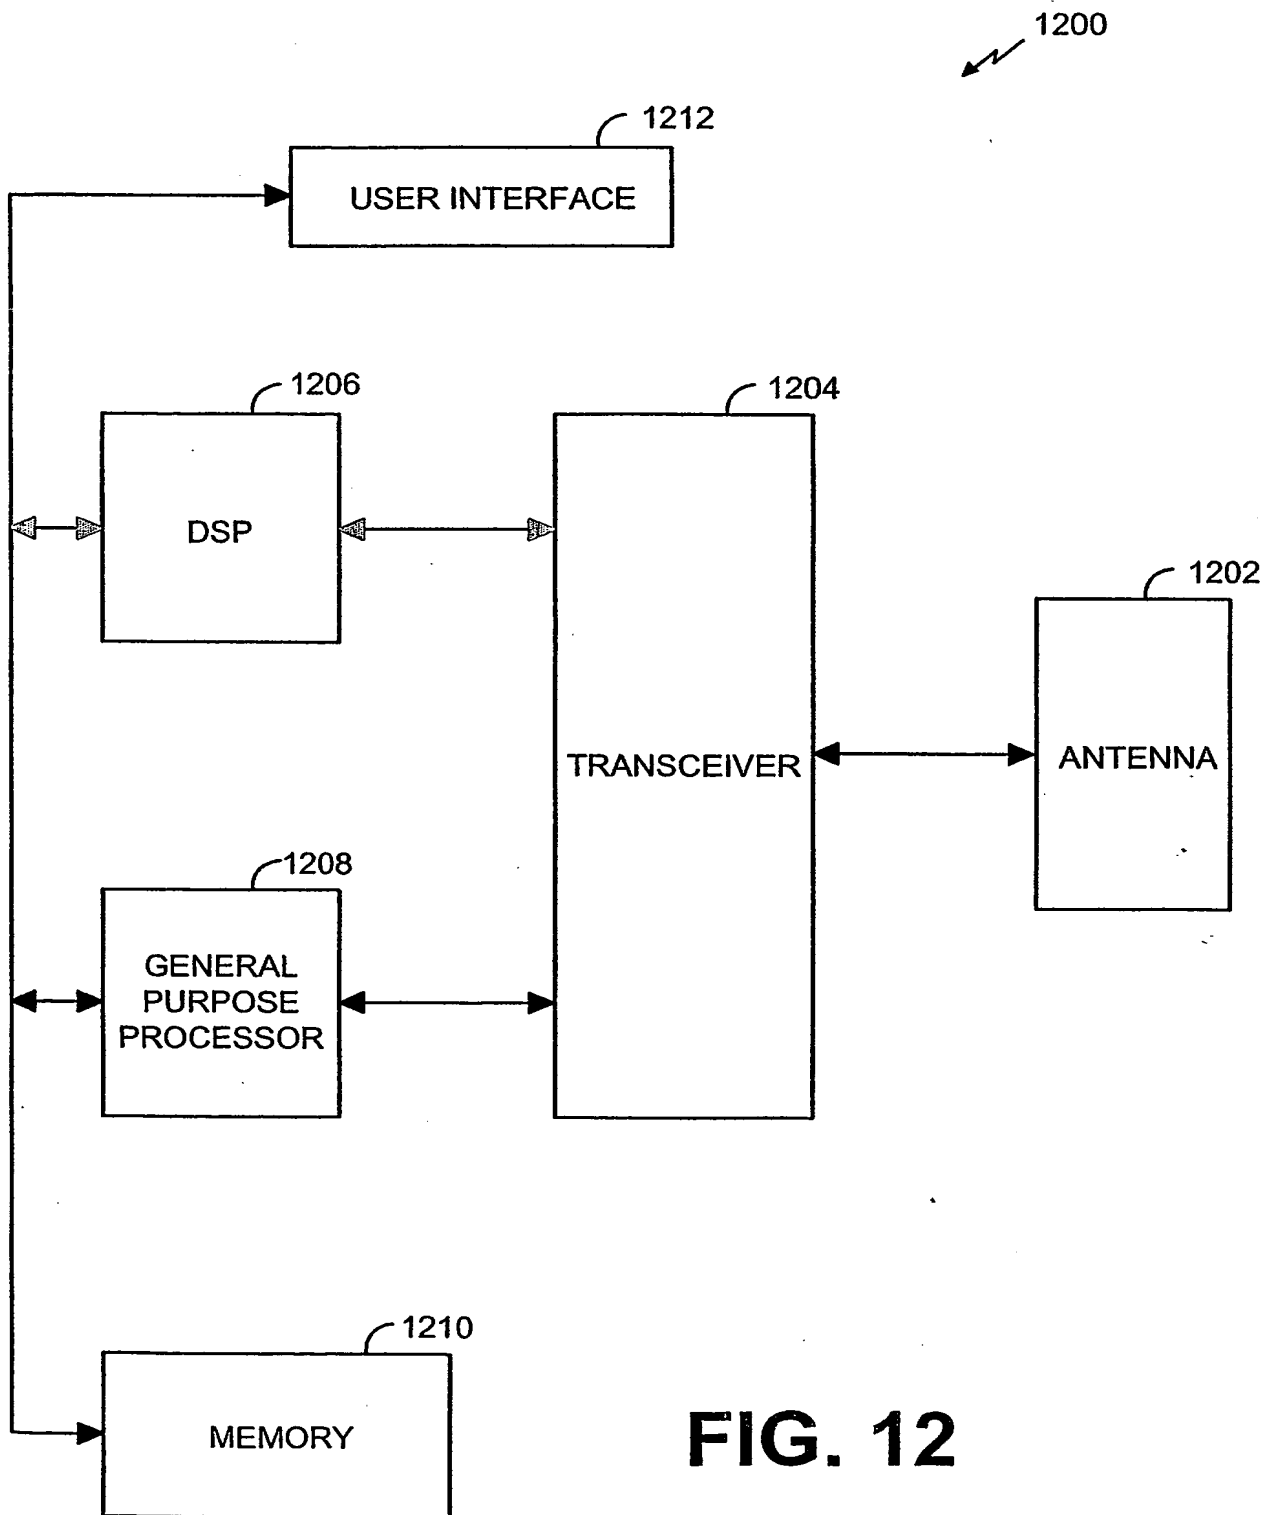 1200
1212
USER INTERFACE
1206
1204
DSP
1202
TRANSCEIVER
ANTENNA
1208
GENERAL
PURPOSE
PROCESSOR
1210
MEMORY
FIG. 12